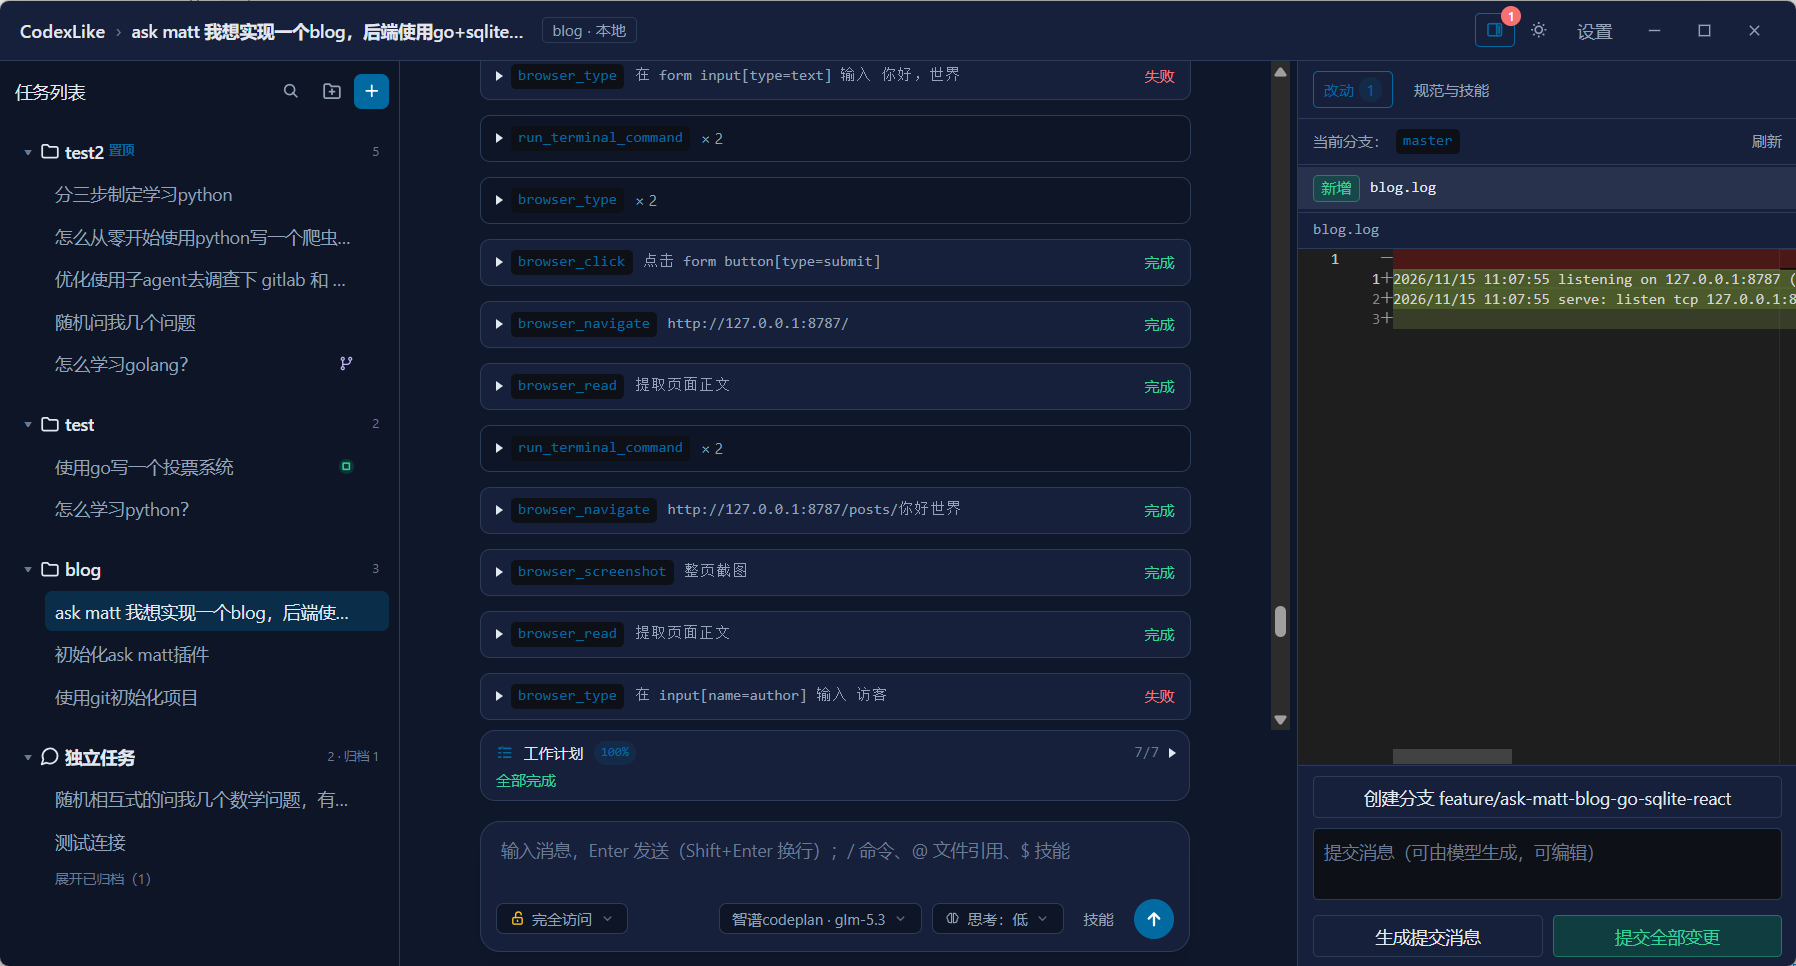 CodexLike › ask matt 我想实现一个blog，后端使用go+sqlite... blog · 本地
1
设置
任务列表
test2 置顶 5
分三步制定学习python
怎么从零开始使用python写一个爬虫...
优化使用子agent去调查下 gitlab 和 ...
随机问我几个问题
怎么学习golang?
test 2
使用go写一个投票系统
怎么学习python?
blog 3
ask matt 我想实现一个blog，后端使...
初始化ask matt插件
使用git初始化项目
独立任务 2 · 归档 1
随机相互式的问我几个数学问题，有...
测试连接
展开已归档（1）
browser_type 在 form input[type=text] 输入 你好，世界 失败
run_terminal_command × 2
browser_type × 2
browser_click 点击 form button[type=submit] 完成
browser_navigate http://127.0.0.1:8787/ 完成
browser_read 提取页面正文 完成
run_terminal_command × 2
browser_navigate http://127.0.0.1:8787/posts/你好世界 完成
browser_screenshot 整页截图 完成
browser_read 提取页面正文 完成
browser_type 在 input[name=author] 输入 访客 失败
工作计划 100% 7/7
全部完成
输入消息，Enter 发送（Shift+Enter 换行）；/ 命令、@ 文件引用、$ 技能
完全访问 智谱codeplan · glm-5.3 思考：低 技能
改动 1 规范与技能
当前分支： master 刷新
新增 blog.log
blog.log
1 —
1+ 2026/11/15 11:07:55 listening on 127.0.0.1:8787 (
2+ 2026/11/15 11:07:55 serve: listen tcp 127.0.0.1:8
3+
创建分支 feature/ask-matt-blog-go-sqlite-react
提交消息（可由模型生成，可编辑）
生成提交消息 提交全部变更